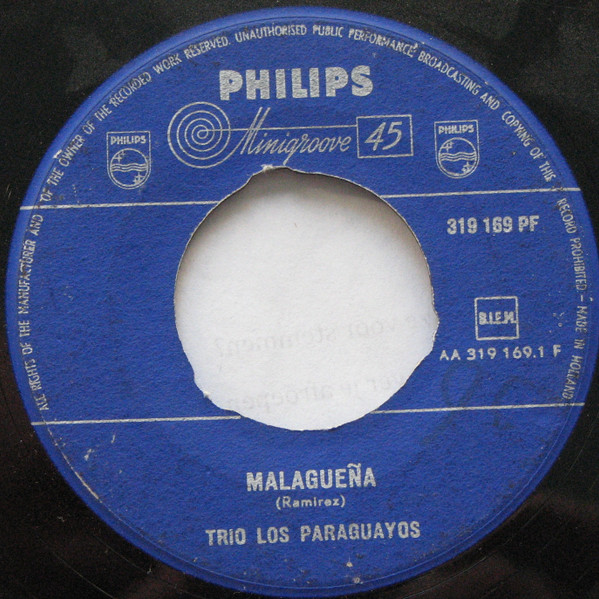 ALL RIGHTS OF THE MANUFACTURER AND OF THE OWNER OF THE RECORDED WORK RESERVED. UNAUTHORISED PUBLIC PERFORMANCE, BROADCASTING AND COPYING OF THIS RECORD PROHIBITED - MADE IN HOLLAND
PHILIPS
Minigroove 45
PHILIPS
PHILIPS
319 169 PF
B.I.E.M.
AA 319 169.1 F
MALAGUEÑA
(Ramirez)
TRIO LOS PARAGUAYOS